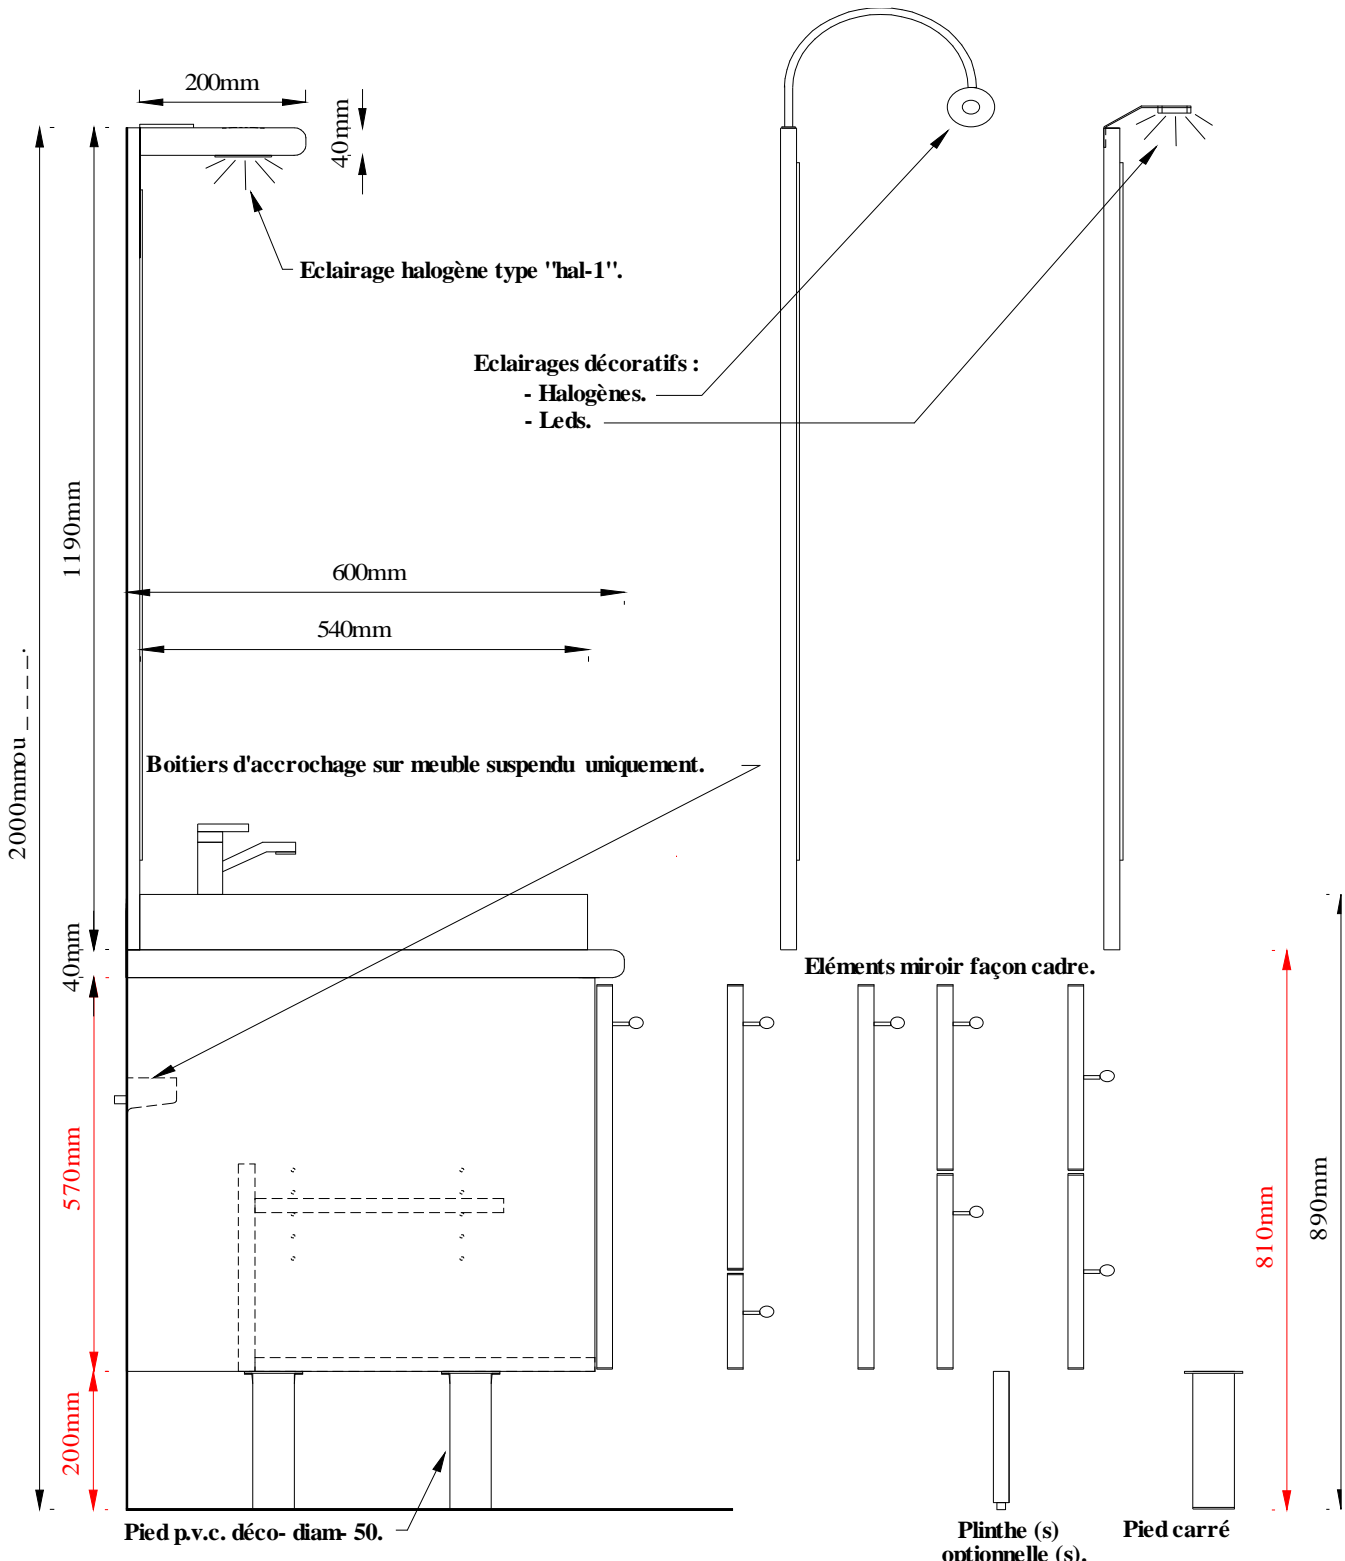 200mm
40mm
Eclairage halogène type "hal-1".
Eclairages décoratifs :
- Halogènes.
- Leds.
1190mm
600mm
540mm
2000mmou _ _ _ _.
Boitiers d'accrochage sur meuble suspendu uniquement.
40mm
Eléments miroir façon cadre.
570mm
810mm
890mm
200mm
Pied p.v.c. déco- diam- 50.
Plinthe (s)
optionnelle (s).
Pied carré